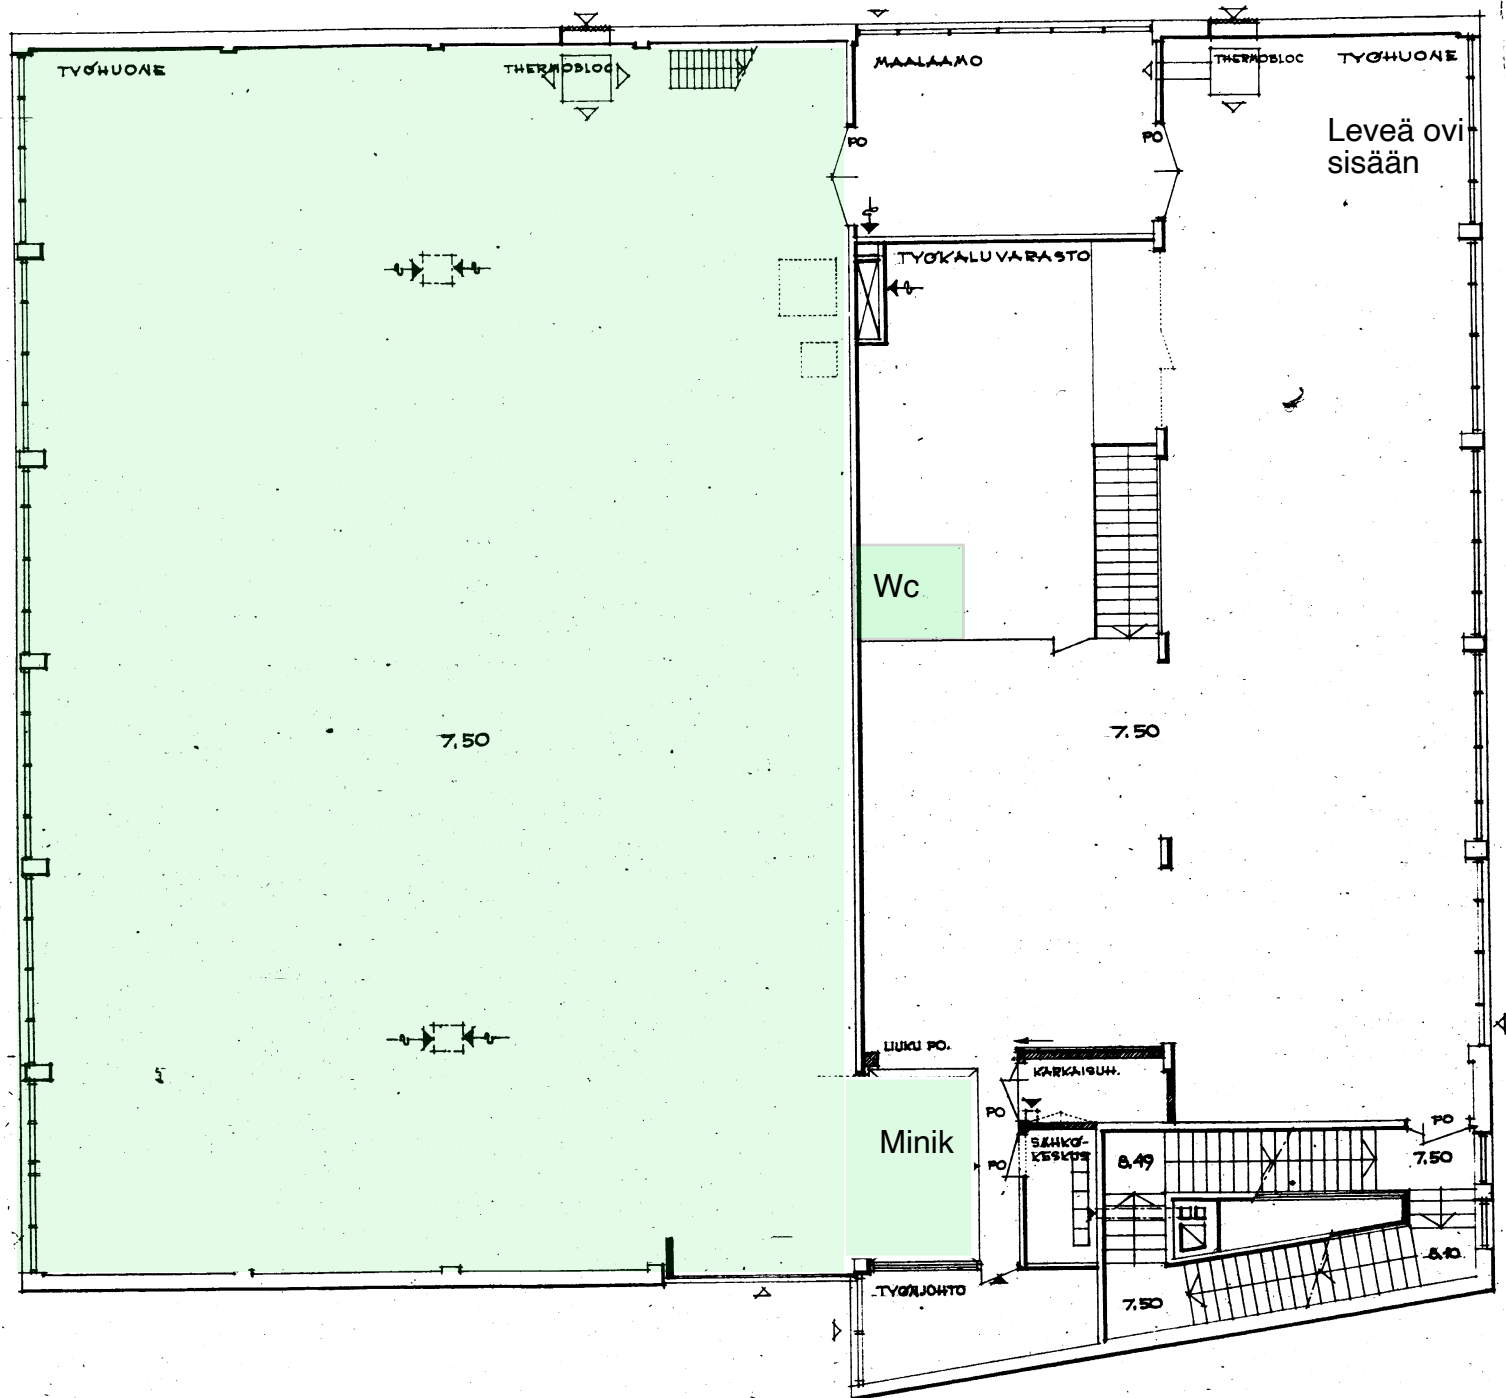 TYÖHUONE
THERMOBLOC
MAALAAMO
THERMOBLOC
TYÖHUONE
Leveä ovi
sisään
PO
PO
TYÖKALUVARASTO
Wc
7.50
7.50
LIUKU PO.
KARKAISUH.
PO
Minik
SÄHKÖ-
KESKUS
PO
8.49
PO
7.50
8.10
TYÖNJOHTO
7.50